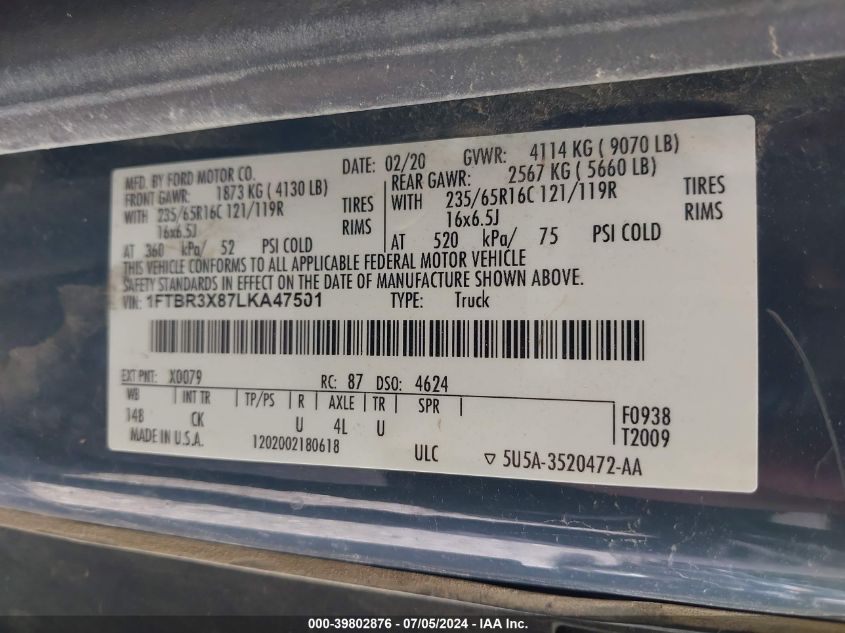 MFD. BY FORD MOTOR CO. DATE: 02/20 GVWR: 4114 KG ( 9070 LB)
FRONT GAWR: 1873 KG ( 4130 LB) REAR GAWR: 2567 KG ( 5660 LB)
WITH 235/65R16C 121/119R TIRES WITH 235/65R16C 121/119R TIRES
16x6.5J RIMS 16x6.5J RIMS
AT 360 kPa/ 52 PSI COLD AT 520 kPa/ 75 PSI COLD
THIS VEHICLE CONFORMS TO ALL APPLICABLE FEDERAL MOTOR VEHICLE
SAFETY STANDARDS IN EFFECT ON THE DATE OF MANUFACTURE SHOWN ABOVE.
VIN: 1FTBR3X87LKA47501 TYPE: Truck
EXT PNT: X0079 RC: 87 DSO: 4624
WB INT TR TP/PS R AXLE TR SPR F0938
148 CK U 4L U T2009
MADE IN U.S.A. 1202002180618 ULC ▽ 5U5A-3520472-AA
000-39802876 - 07/05/2024 - IAA Inc.